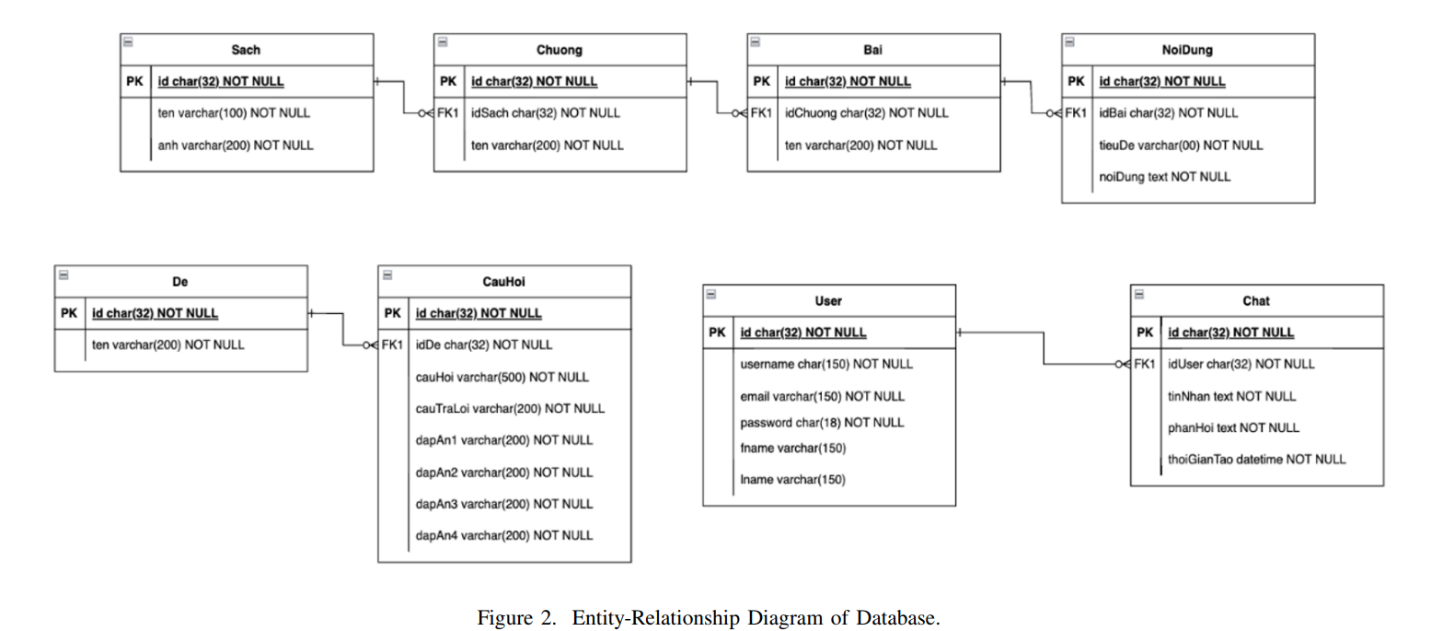 Sach
PK id char(32) NOT NULL
ten varchar(100) NOT NULL
anh varchar(200) NOT NULL
Chuong
PK id char(32) NOT NULL
FK1 idSach char(32) NOT NULL
ten varchar(200) NOT NULL
Bai
PK id char(32) NOT NULL
FK1 idChuong char(32) NOT NULL
ten varchar(200) NOT NULL
NoiDung
PK id char(32) NOT NULL
FK1 idBai char(32) NOT NULL
tieuDe varchar(00) NOT NULL
noiDung text NOT NULL
De
PK id char(32) NOT NULL
ten varchar(200) NOT NULL
CauHoi
PK id char(32) NOT NULL
FK1 idDe char(32) NOT NULL
cauHoi varchar(500) NOT NULL
cauTraLoi varchar(200) NOT NULL
dapAn1 varchar(200) NOT NULL
dapAn2 varchar(200) NOT NULL
dapAn3 varchar(200) NOT NULL
dapAn4 varchar(200) NOT NULL
User
PK id char(32) NOT NULL
username char(150) NOT NULL
email varchar(150) NOT NULL
password char(18) NOT NULL
fname varchar(150)
lname varchar(150)
Chat
PK id char(32) NOT NULL
FK1 idUser char(32) NOT NULL
tinNhan text NOT NULL
phanHoi text NOT NULL
thoiGianTao datetime NOT NULL
Figure 2. Entity-Relationship Diagram of Database.